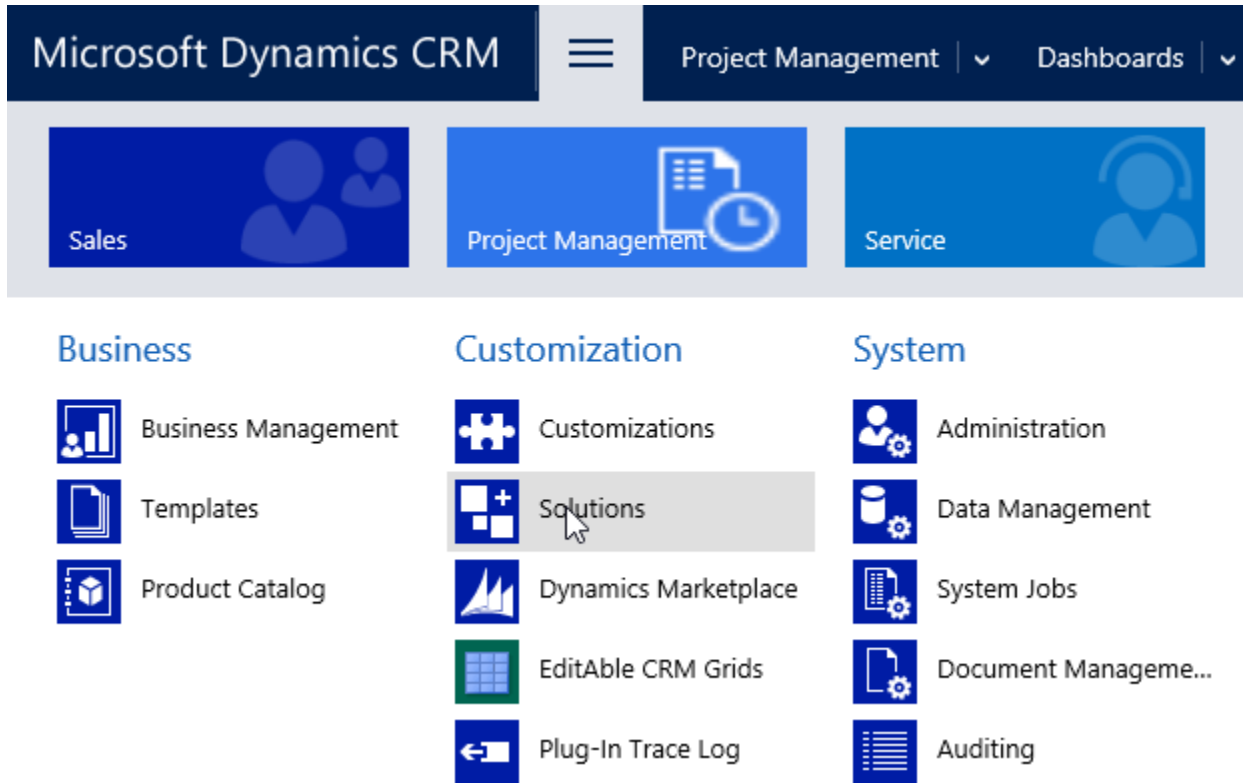 Microsoft Dynamics CRM
Project Management
Dashboards
Sales
Project Management
Service
Business
Business Management
Templates
Product Catalog
Customization
Customizations
Solutions
Dynamics Marketplace
EditAble CRM Grids
Plug-In Trace Log
System
Administration
Data Management
System Jobs
Document Manageme...
Auditing